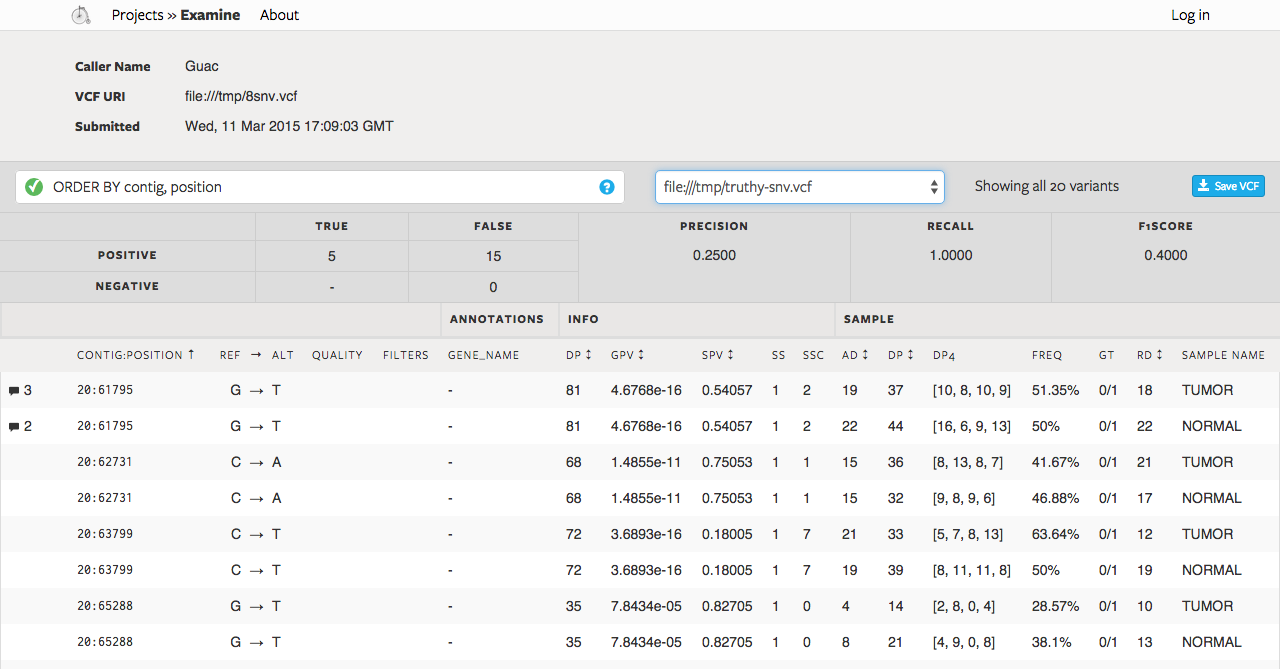 Projects » Examine About Log in
Caller Name Guac
VCF URI file:///tmp/8snv.vcf
Submitted Wed, 11 Mar 2015 17:09:03 GMT
ORDER BY contig, position ? file:///tmp/truthy-snv.vcf Showing all 20 variants Save VCF
TRUE FALSE PRECISION RECALL F1SCORE
POSITIVE 5 15 0.2500 1.0000 0.4000
NEGATIVE - 0
ANNOTATIONS INFO SAMPLE
CONTIG:POSITION ↑ REF → ALT QUALITY FILTERS GENE_NAME DP ↕ GPV ↕ SPV ↕ SS SSC AD ↕ DP ↕ DP4 FREQ GT RD ↕ SAMPLE NAME
3 20:61795 G → T - 81 4.6768e-16 0.54057 1 2 19 37 [10, 8, 10, 9] 51.35% 0/1 18 TUMOR
2 20:61795 G → T - 81 4.6768e-16 0.54057 1 2 22 44 [16, 6, 9, 13] 50% 0/1 22 NORMAL
20:62731 C → A - 68 1.4855e-11 0.75053 1 1 15 36 [8, 13, 8, 7] 41.67% 0/1 21 TUMOR
20:62731 C → A - 68 1.4855e-11 0.75053 1 1 15 32 [9, 8, 9, 6] 46.88% 0/1 17 NORMAL
20:63799 C → T - 72 3.6893e-16 0.18005 1 7 21 33 [5, 7, 8, 13] 63.64% 0/1 12 TUMOR
20:63799 C → T - 72 3.6893e-16 0.18005 1 7 19 39 [8, 11, 11, 8] 50% 0/1 19 NORMAL
20:65288 G → T - 35 7.8434e-05 0.82705 1 0 4 14 [2, 8, 0, 4] 28.57% 0/1 10 TUMOR
20:65288 G → T - 35 7.8434e-05 0.82705 1 0 8 21 [4, 9, 0, 8] 38.1% 0/1 13 NORMAL